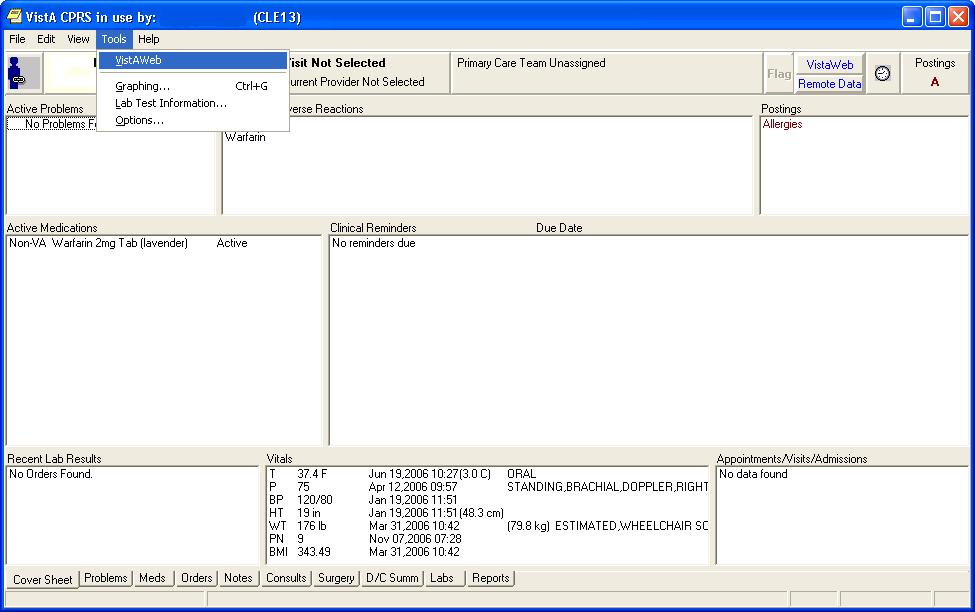 VistA CPRS in use by: (CLE13)
File Edit View Tools Help
VistAWeb
Graphing... Ctrl+G
Lab Test Information...
Options...
isit Not Selected
urrent Provider Not Selected
Primary Care Team Unassigned
Flag
VistaWeb
Remote Data
Postings
A
Active Problems
No Problems F
verse Reactions
Warfarin
Postings
Allergies
Active Medications
Non-VA Warfarin 2mg Tab (lavender) Active
Clinical Reminders Due Date
No reminders due
Recent Lab Results
No Orders Found.
Vitals
T 37.4 F Jun 19,2006 10:27 (3.0 C) ORAL
P 75 Apr 12,2006 09:57 STANDING,BRACHIAL,DOPPLER,RIGHT
BP 120/80 Jan 19,2006 11:51
HT 19 in Jan 19,2006 11:51 (48.3 cm)
WT 176 lb Mar 31,2006 10:42 (79.8 kg) ESTIMATED,WHEELCHAIR SC
PN 9 Nov 07,2006 07:28
BMI 343.49 Mar 31,2006 10:42
Appointments/Visits/Admissions
No data found
Cover Sheet Problems Meds Orders Notes Consults Surgery D/C Summ Labs Reports